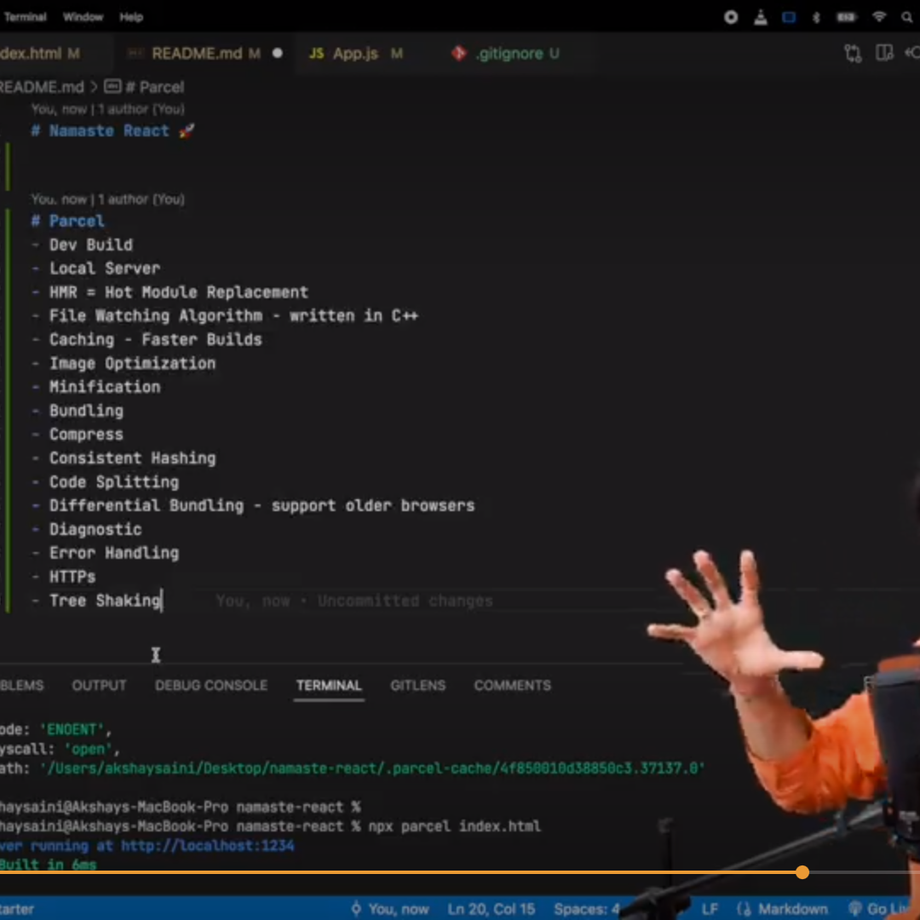 Terminal Window Help
dex.html M README.md M JS App.js M .gitignore U
README.md > # Parcel
You, now | 1 author (You)
# Namaste React 🚀
You, now | 1 author (You)
# Parcel
- Dev Build
- Local Server
- HMR = Hot Module Replacement
- File Watching Algorithm - written in C++
- Caching - Faster Builds
- Image Optimization
- Minification
- Bundling
- Compress
- Consistent Hashing
- Code Splitting
- Differential Bundling - support older browsers
- Diagnostic
- Error Handling
- HTTPs
- Tree Shaking You, now • Uncommitted changes
BLEMS OUTPUT DEBUG CONSOLE TERMINAL GITLENS COMMENTS
ode: 'ENOENT',
yscall: 'open',
ath: '/Users/akshaysaini/Desktop/namaste-react/.parcel-cache/4f850010d38850c3.37137.0'
haysaini@Akshays-MacBook-Pro namaste-react %
haysaini@Akshays-MacBook-Pro namaste-react % npx parcel index.html
ver running at http://localhost:1234
Built in 6ms
tarter You, now Ln 20, Col 15 Spaces: 4 LF Markdown Go Li